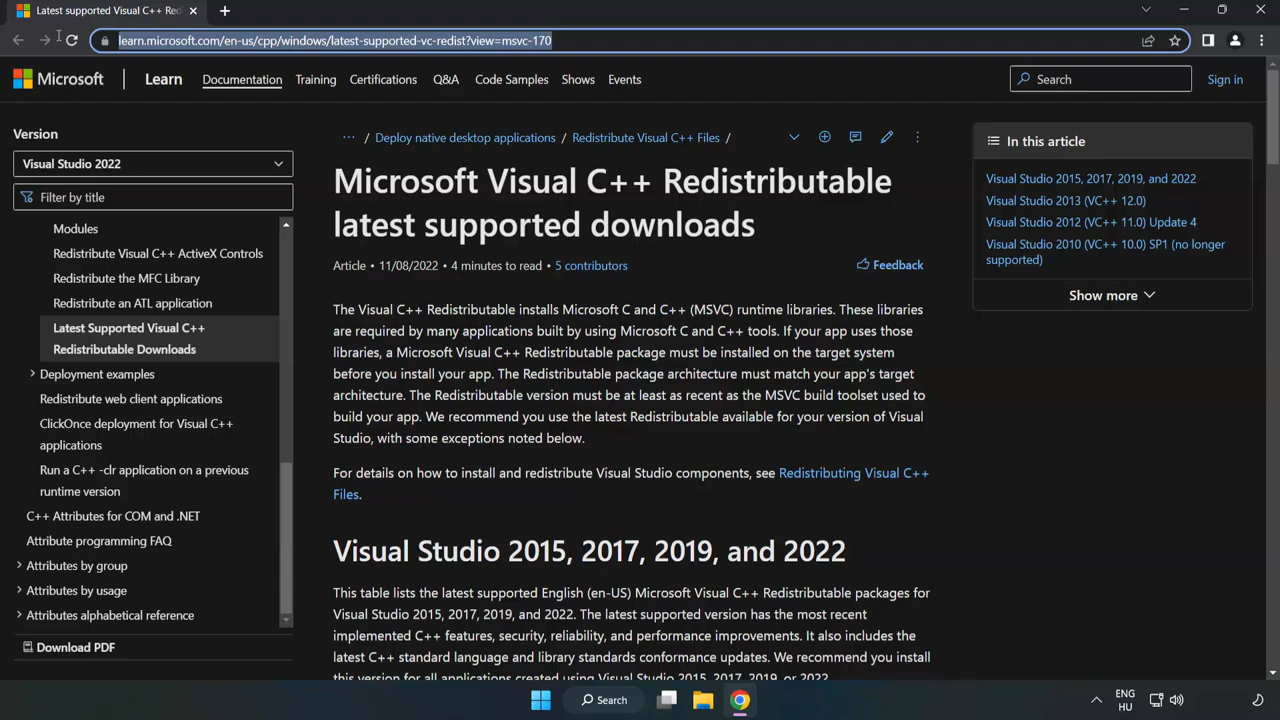 Latest supported Visual C++ Red
learn.microsoft.com/en-us/cpp/windows/latest-supported-vc-redist?view=msvc-170
Microsoft
Learn
Documentation
Training
Certifications
Q&A
Code Samples
Shows
Events
Search
Sign in
Version
Visual Studio 2022
Filter by title
Modules
Redistribute Visual C++ ActiveX Controls
Redistribute the MFC Library
Redistribute an ATL application
Latest Supported Visual C++
Redistributable Downloads
Deployment examples
Redistribute web client applications
ClickOnce deployment for Visual C++
applications
Run a C++ -clr application on a previous
runtime version
C++ Attributes for COM and .NET
Attribute programming FAQ
Attributes by group
Attributes by usage
Attributes alphabetical reference
Download PDF
··· / Deploy native desktop applications / Redistribute Visual C++ Files /
Microsoft Visual C++ Redistributable
latest supported downloads
Article • 11/08/2022 • 4 minutes to read • 5 contributors
Feedback
The Visual C++ Redistributable installs Microsoft C and C++ (MSVC) runtime libraries. These libraries
are required by many applications built by using Microsoft C and C++ tools. If your app uses those
libraries, a Microsoft Visual C++ Redistributable package must be installed on the target system
before you install your app. The Redistributable package architecture must match your app's target
architecture. The Redistributable version must be at least as recent as the MSVC build toolset used to
build your app. We recommend you use the latest Redistributable available for your version of Visual
Studio, with some exceptions noted below.
For details on how to install and redistribute Visual Studio components, see Redistributing Visual C++
Files.
Visual Studio 2015, 2017, 2019, and 2022
This table lists the latest supported English (en-US) Microsoft Visual C++ Redistributable packages for
Visual Studio 2015, 2017, 2019, and 2022. The latest supported version has the most recent
implemented C++ features, security, reliability, and performance improvements. It also includes the
latest C++ standard language and library standards conformance updates. We recommend you install
this version for all applications created using Visual Studio 2015, 2017, 2019, or 2022.
In this article
Visual Studio 2015, 2017, 2019, and 2022
Visual Studio 2013 (VC++ 12.0)
Visual Studio 2012 (VC++ 11.0) Update 4
Visual Studio 2010 (VC++ 10.0) SP1 (no longer
supported)
Show more
Search
ENG
HU